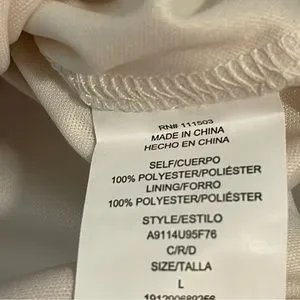 RN# 111503
MADE IN CHINA
HECHO EN CHINA
SELF/CUERPO
100% POLYESTER/POLIÉSTER
LINING/FORRO
100% POLYESTER/POLIÉSTER
STYLE/ESTILO
A9114U95F76
C/R/D
SIZE/TALLA
L